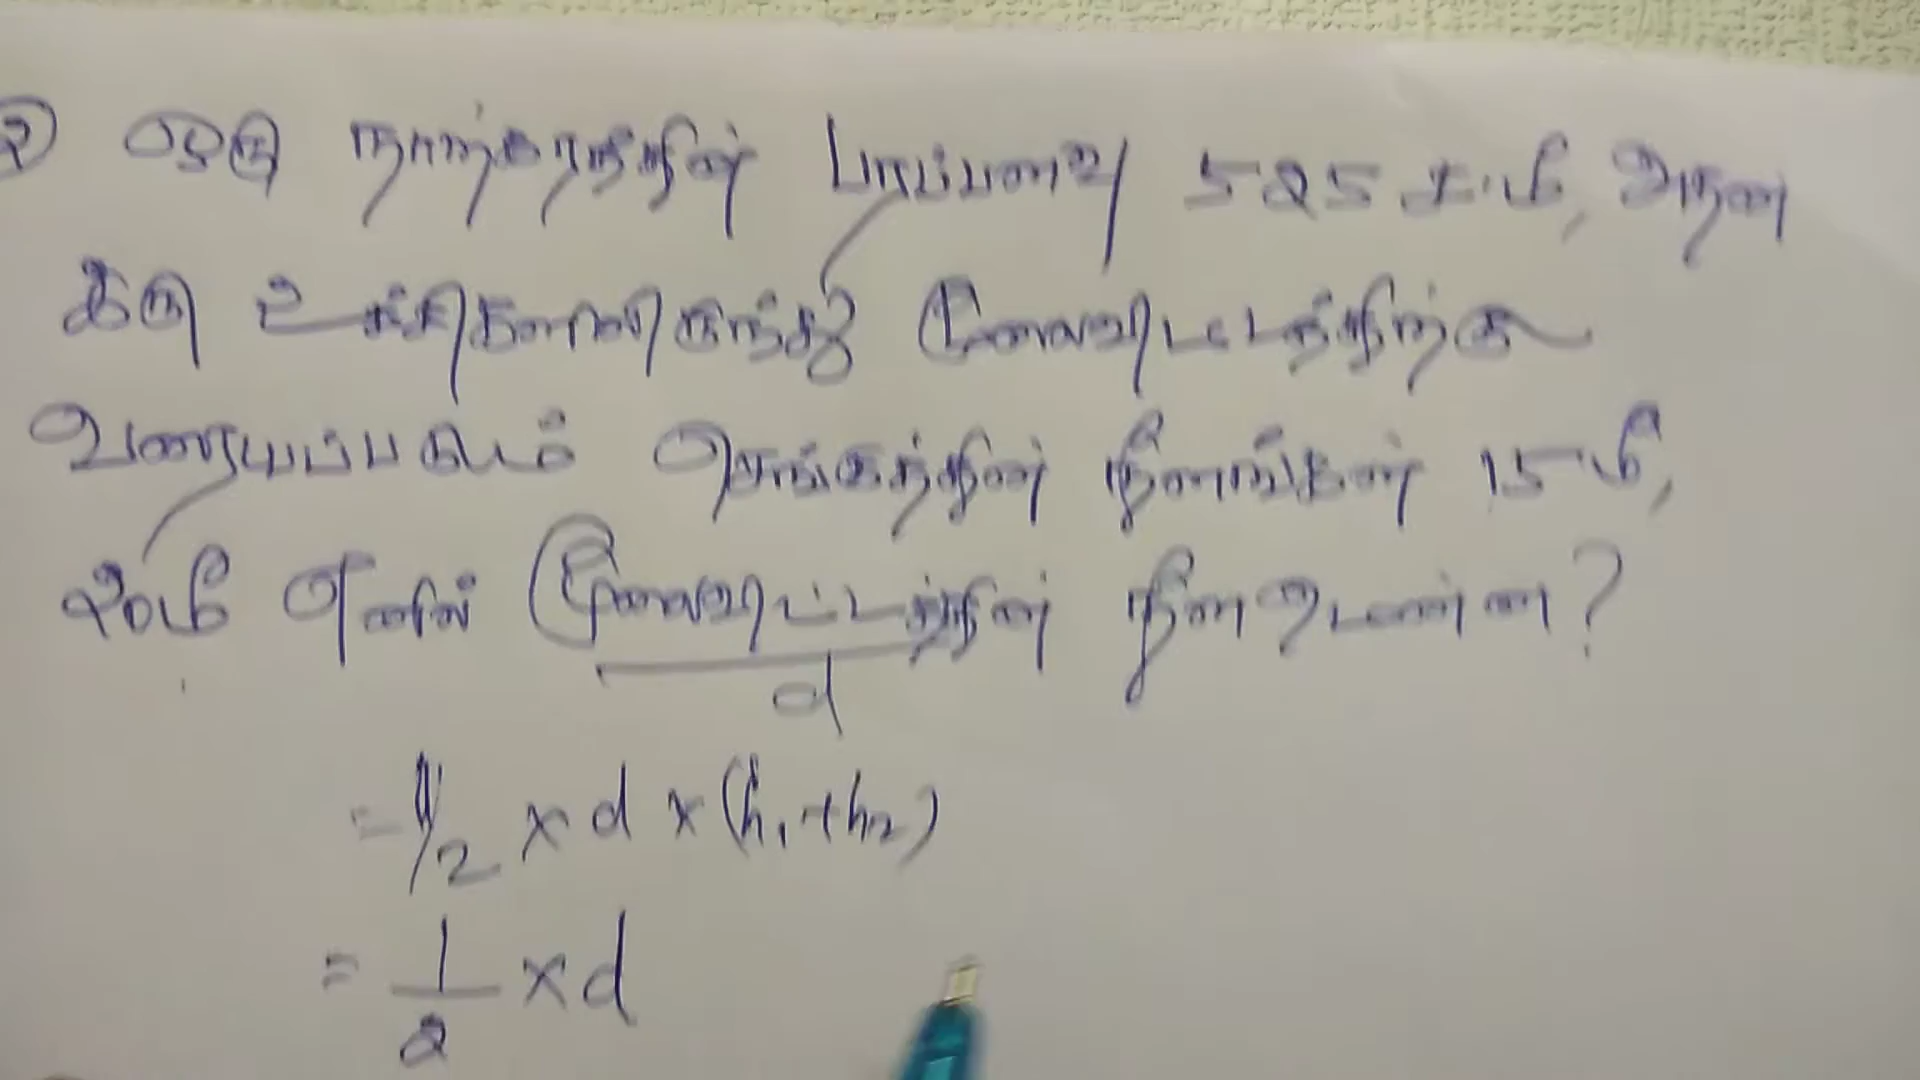 2) ஒரு நாற்கரத்தின் பரப்பளவு 525 ச.மீ, அதன்
இரு உச்சிகளிலிருந்து மூலைவிட்டத்திற்கு
வரையப்படும் செங்குத்தின் நீளங்கள் 15 மீ,
20மீ எனில் மூலைவிட்டத்தின் நீளமென்ன?
d
= 1/2 × d × (h₁ + h₂)
= 1/2 × d